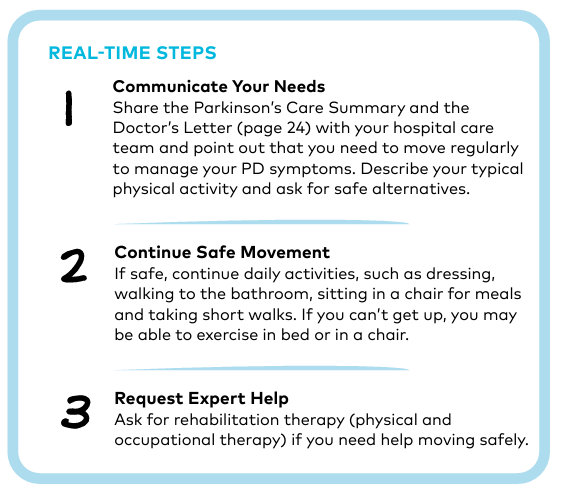 REAL-TIME STEPS
1
Communicate Your Needs
Share the Parkinson’s Care Summary and the
Doctor’s Letter (page 24) with your hospital care
team and point out that you need to move regularly
to manage your PD symptoms. Describe your typical
physical activity and ask for safe alternatives.
2
Continue Safe Movement
If safe, continue daily activities, such as dressing,
walking to the bathroom, sitting in a chair for meals
and taking short walks. If you can’t get up, you may
be able to exercise in bed or in a chair.
3
Request Expert Help
Ask for rehabilitation therapy (physical and
occupational therapy) if you need help moving safely.